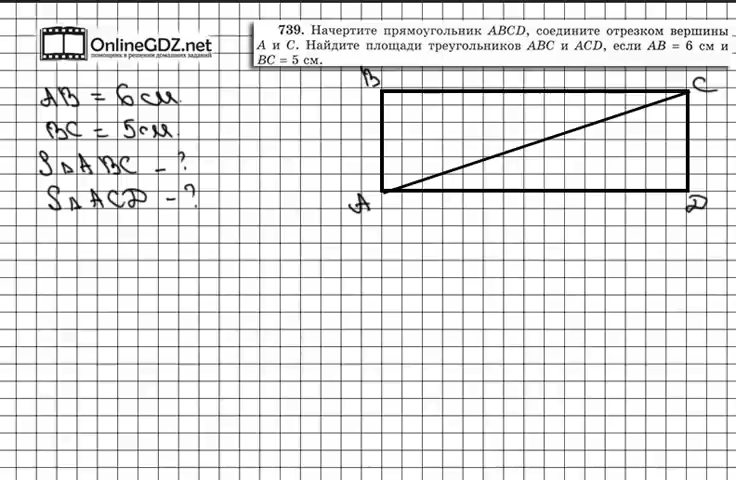 OnlineGDZ.net
помощник в решении домашних заданий
739. Начертите прямоугольник ABCD, соедините отрезком вершины
A и C. Найдите площади треугольников ABC и ACD, если AB = 6 см и
BC = 5 см.
AB = 6 см
BC = 5 см.
S△ABC - ?
S△ACD - ?
B
C
A
D